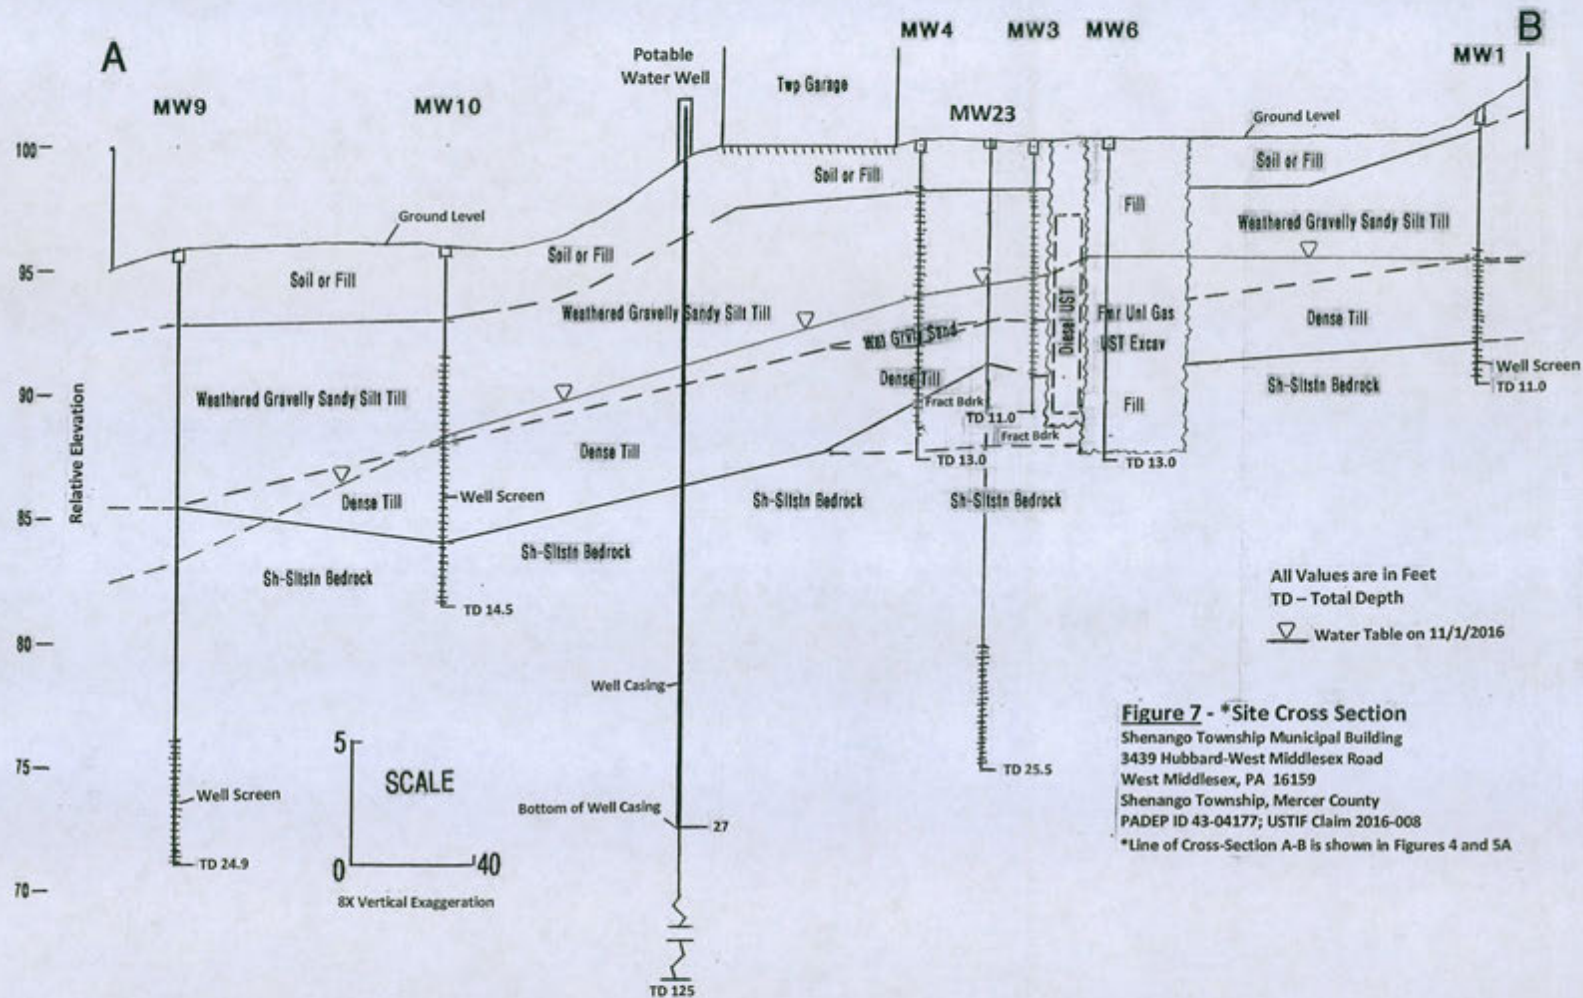 A
B
MW9
MW10
Potable
Water Well
Twp Garage
MW4
MW23
MW3
MW6
MW1
Ground Level
100
Soil or Fill
Soil or Fill
Fill
Weathered Gravelly Sandy Silt Till
Ground Level
Soil or Fill
Soil or Fill
95
Weathered Gravelly Sandy Silt Till
Wet Grvly Sand
Diesel UST
Fmr Unl Gas
UST Excav
Dense Till
Well Screen
TD 11.0
Sh-Sltstn Bedrock
90
Weathered Gravelly Sandy Silt Till
Dense Till
Fract Bdrk
TD 11.0
Fill
Fract Bdrk
Dense Till
TD 13.0
TD 13.0
Relative Elevation
Dense Till
Well Screen
Sh-Sltstn Bedrock
Sh-Sltstn Bedrock
85
Sh-Sltstn Bedrock
Sh-Sltstn Bedrock
TD 14.5
80
Well Casing
75
TD 25.5
Well Screen
Bottom of Well Casing
27
TD 24.9
70
TD 125
5
SCALE
0
40
8X Vertical Exaggeration
All Values are in Feet
TD – Total Depth
Water Table on 11/1/2016
Figure 7 - *Site Cross Section
Shenango Township Municipal Building
3439 Hubbard-West Middlesex Road
West Middlesex, PA 16159
Shenango Township, Mercer County
PADEP ID 43-04177; USTIF Claim 2016-008
*Line of Cross-Section A-B is shown in Figures 4 and 5A